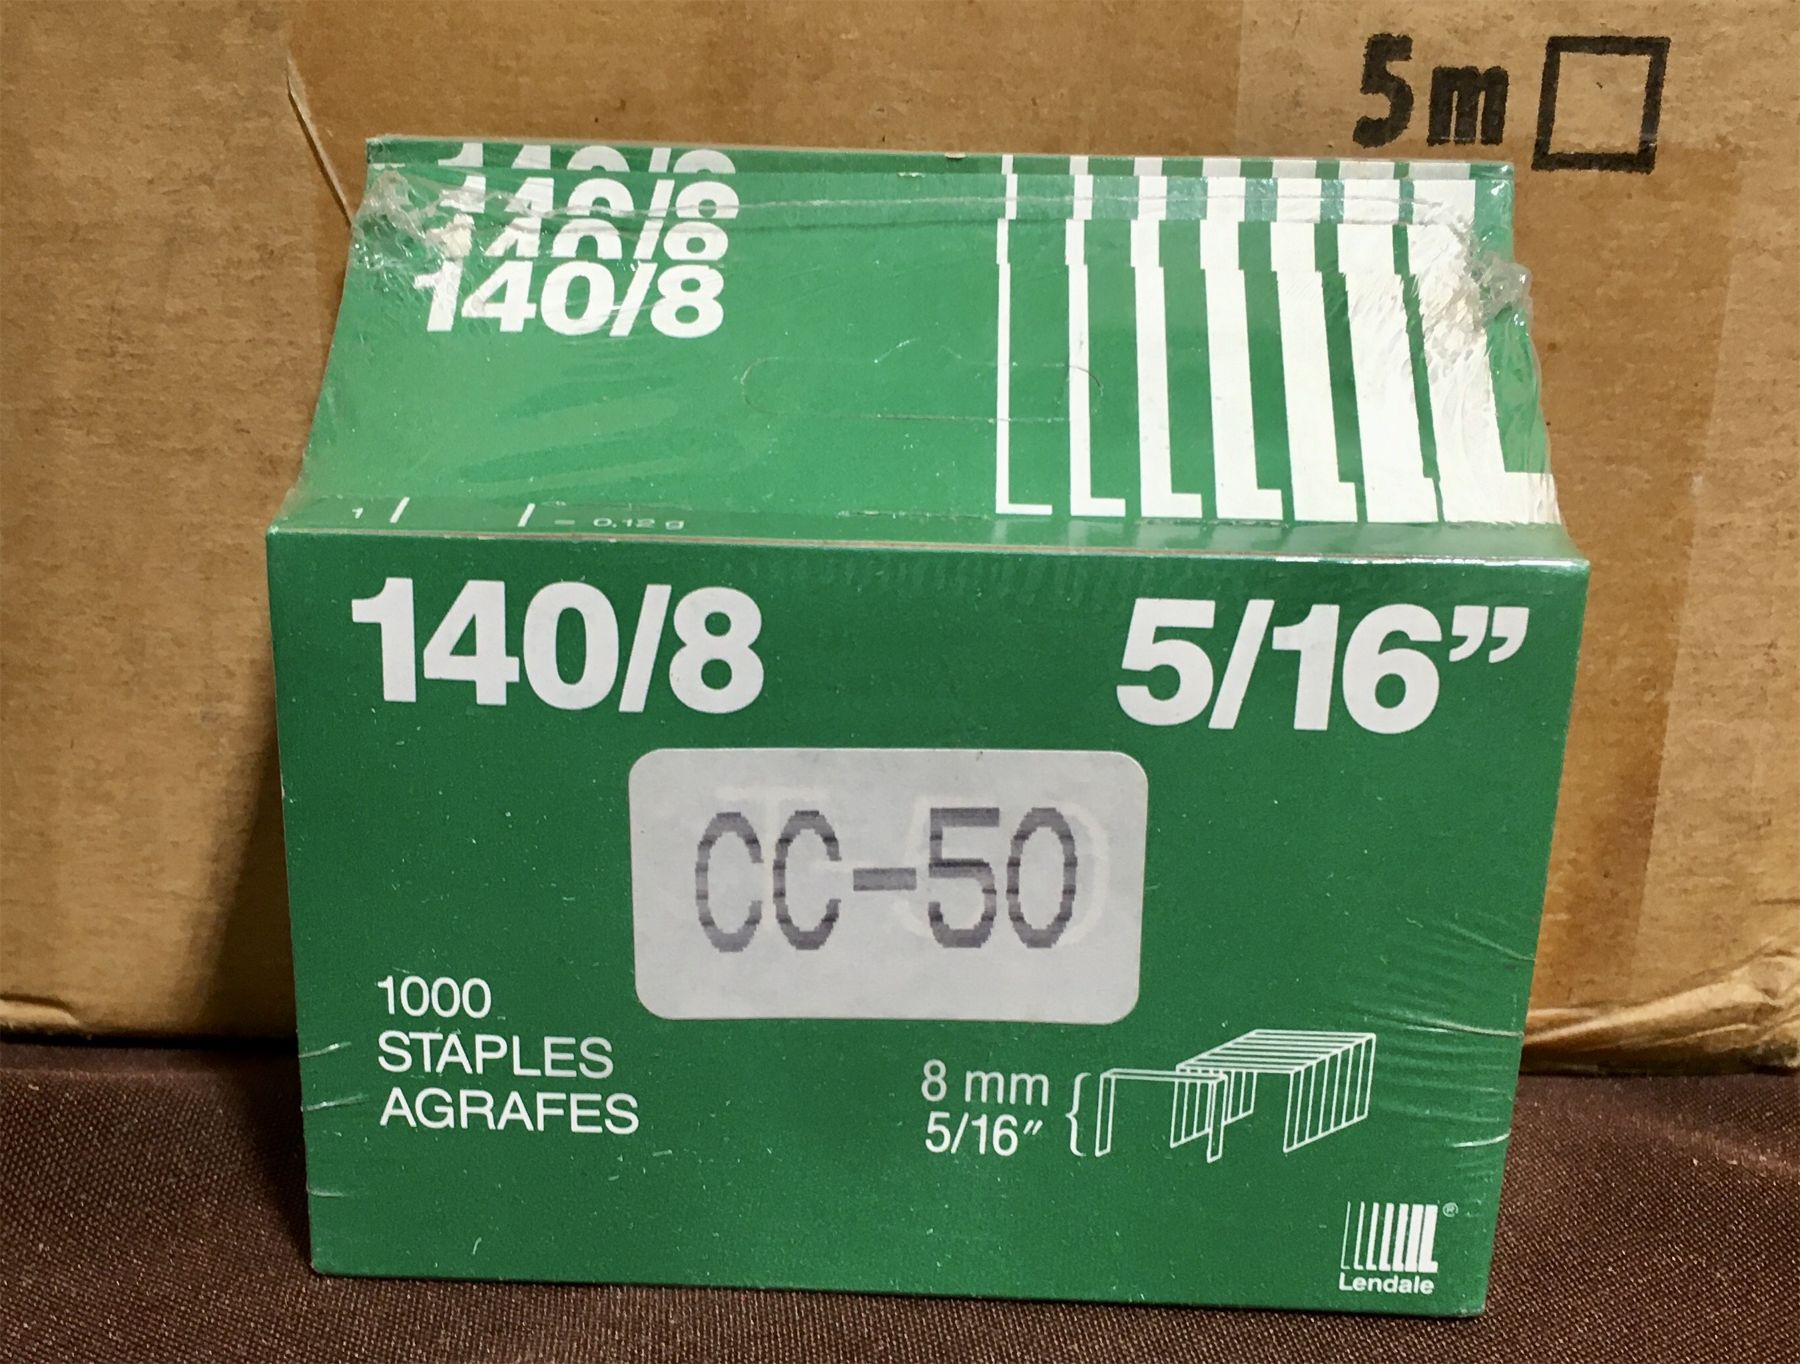 5m
140/8
140/8
140/8
140/8
1 = 0,12 g
140/8 5/16”
CC-50
1000
STAPLES
AGRAFES
8 mm
5/16″
®
Lendale